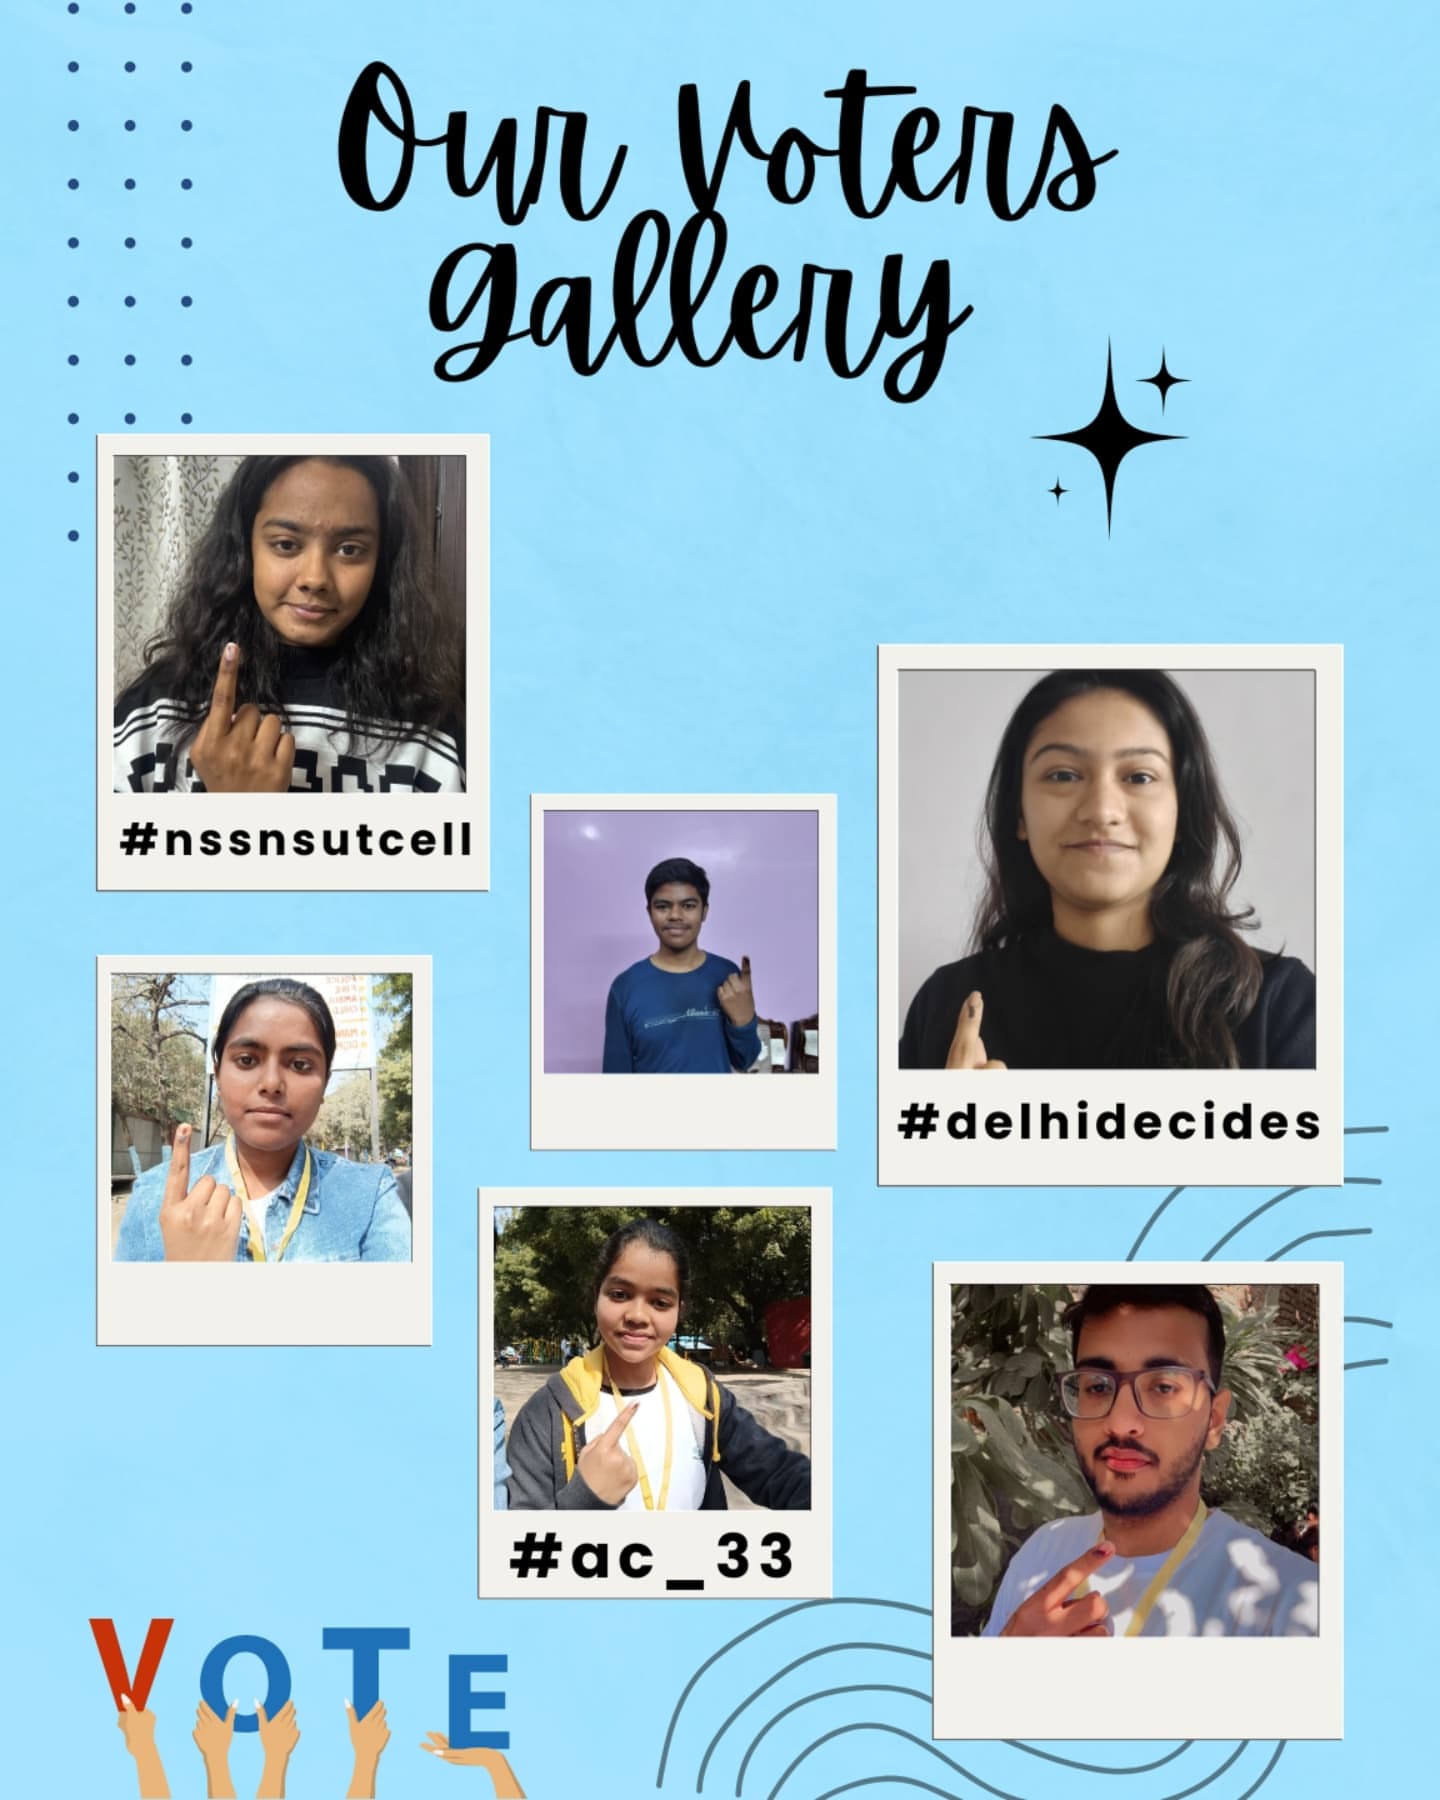 Our Voters
gallery
#nssnsutcell
#delhidecides
#ac_33
VOTE